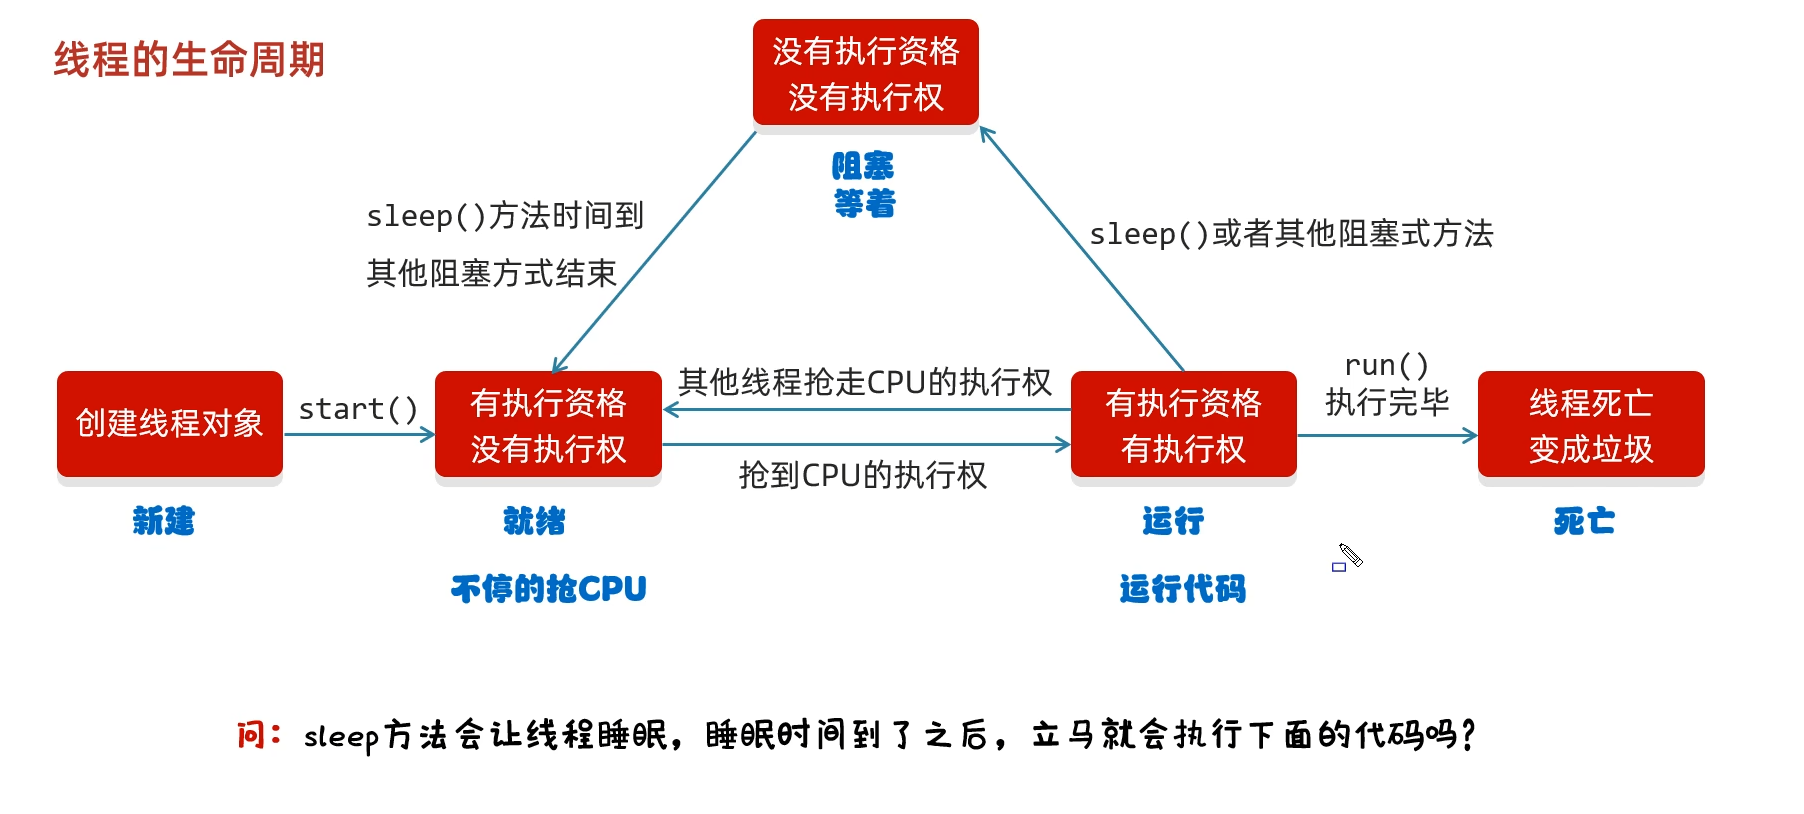 线程的生命周期
没有执行资格
没有执行权
阻塞
等着
sleep()方法时间到
其他阻塞方式结束
sleep()或者其他阻塞式方法
创建线程对象
新建
start()
有执行资格
没有执行权
就绪
不停的抢CPU
其他线程抢走CPU的执行权
抢到CPU的执行权
有执行资格
有执行权
运行
运行代码
run()
执行完毕
线程死亡
变成垃圾
死亡
问：sleep方法会让线程睡眠，睡眠时间到了之后，立马就会执行下面的代码吗？